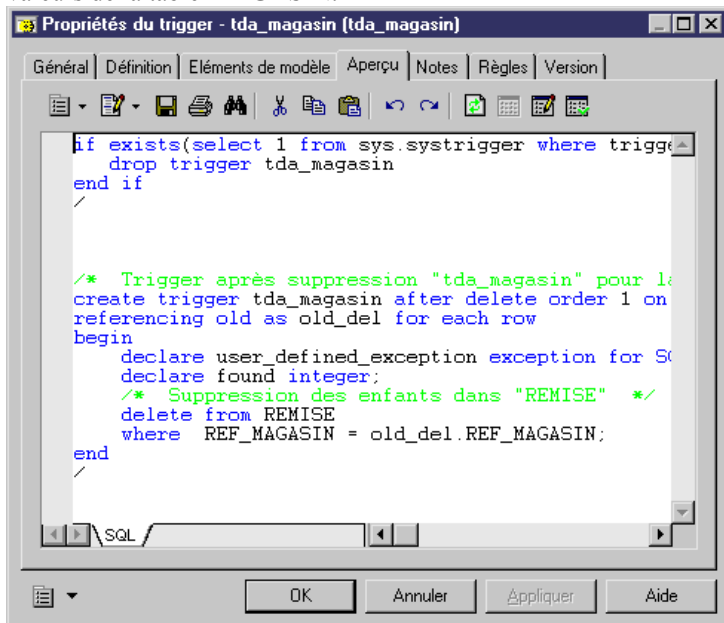 Propriétés du trigger - tda_magasin (tda_magasin)
Général Définition Eléments de modèle Aperçu Notes Règles Version
if exists(select 1 from sys.systrigger where trigge
drop trigger tda_magasin
end if
/
/* Trigger après suppression "tda_magasin" pour la
create trigger tda_magasin after delete order 1 on
referencing old as old_del for each row
begin
declare user_defined_exception exception for SQ
declare found integer;
/* Suppression des enfants dans "REMISE" */
delete from REMISE
where REF_MAGASIN = old_del.REF_MAGASIN;
end
/
SQL
OK Annuler Appliquer Aide